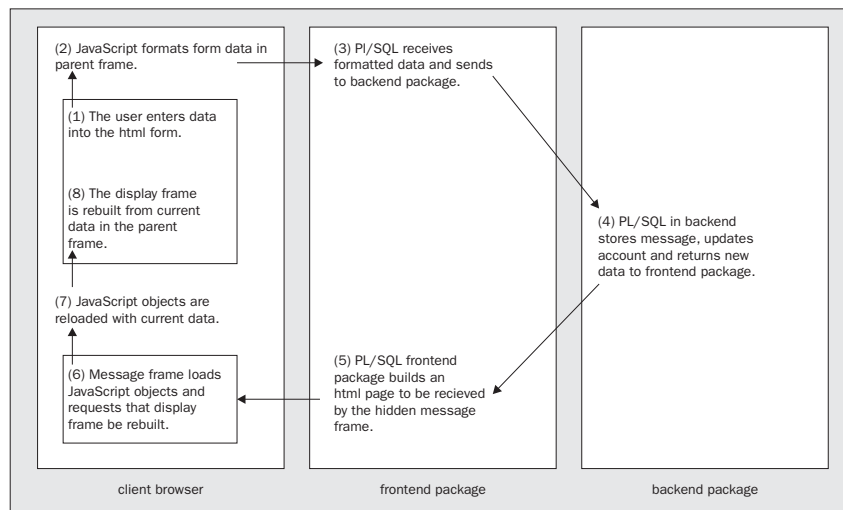 (2) JavaScript formats form data in
parent frame.
(1) The user enters data
into the html form.
(8) The display frame
is rebuilt from current
data in the parent
frame.
(7) JavaScript objects are
reloaded with current data.
(6) Message frame loads
JavaScript objects and
requests that display
frame be rebuilt.
client browser
(3) Pl/SQL receives
formatted data and sends
to backend package.
(5) PL/SQL frontend
package builds an
html page to be recieved
by the hidden message
frame.
frontend package
(4) PL/SQL in backend
stores message, updates
account and returns new
data to frontend package.
backend package